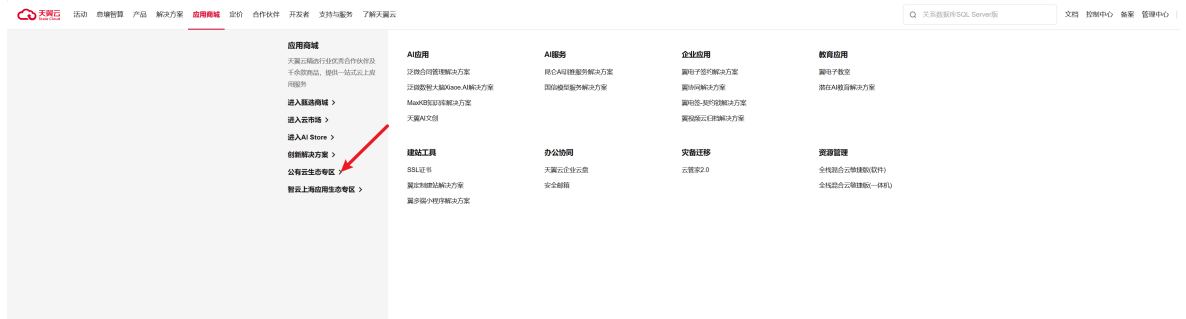 天翼云
State Cloud
活动 息壤智算 产品 解决方案 应用商城 定价 合作伙伴 开发者 支持与服务 了解天翼云
关系数据库SQL Server版
文档 控制中心 备案 管理中心
应用商城
天翼云精选行业优秀合作伙伴及
千余款商品，提供一站式云上应
用服务
进入甄选商城 >
进入云市场 >
进入AI Store >
创新解决方案 >
公有云生态专区 >
智云上海应用生态专区 >
AI应用
泛微合同管理解决方案
泛微数智大脑Xiaoe.AI解决方案
MaxKB知识库解决方案
天翼AI文创
AI服务
昆仑AI训推服务解决方案
国信模型服务解决方案
企业应用
翼电子签约解决方案
翼协同解决方案
翼电签-契约锁解决方案
翼视频云归档解决方案
教育应用
翼电子教室
潜在AI教育解决方案
建站工具
SSL证书
翼定制建站解决方案
翼多端小程序解决方案
办公协同
天翼云企业云盘
安全邮箱
灾备迁移
云管家2.0
资源管理
全栈混合云敏捷版(软件)
全栈混合云敏捷版(一体机)